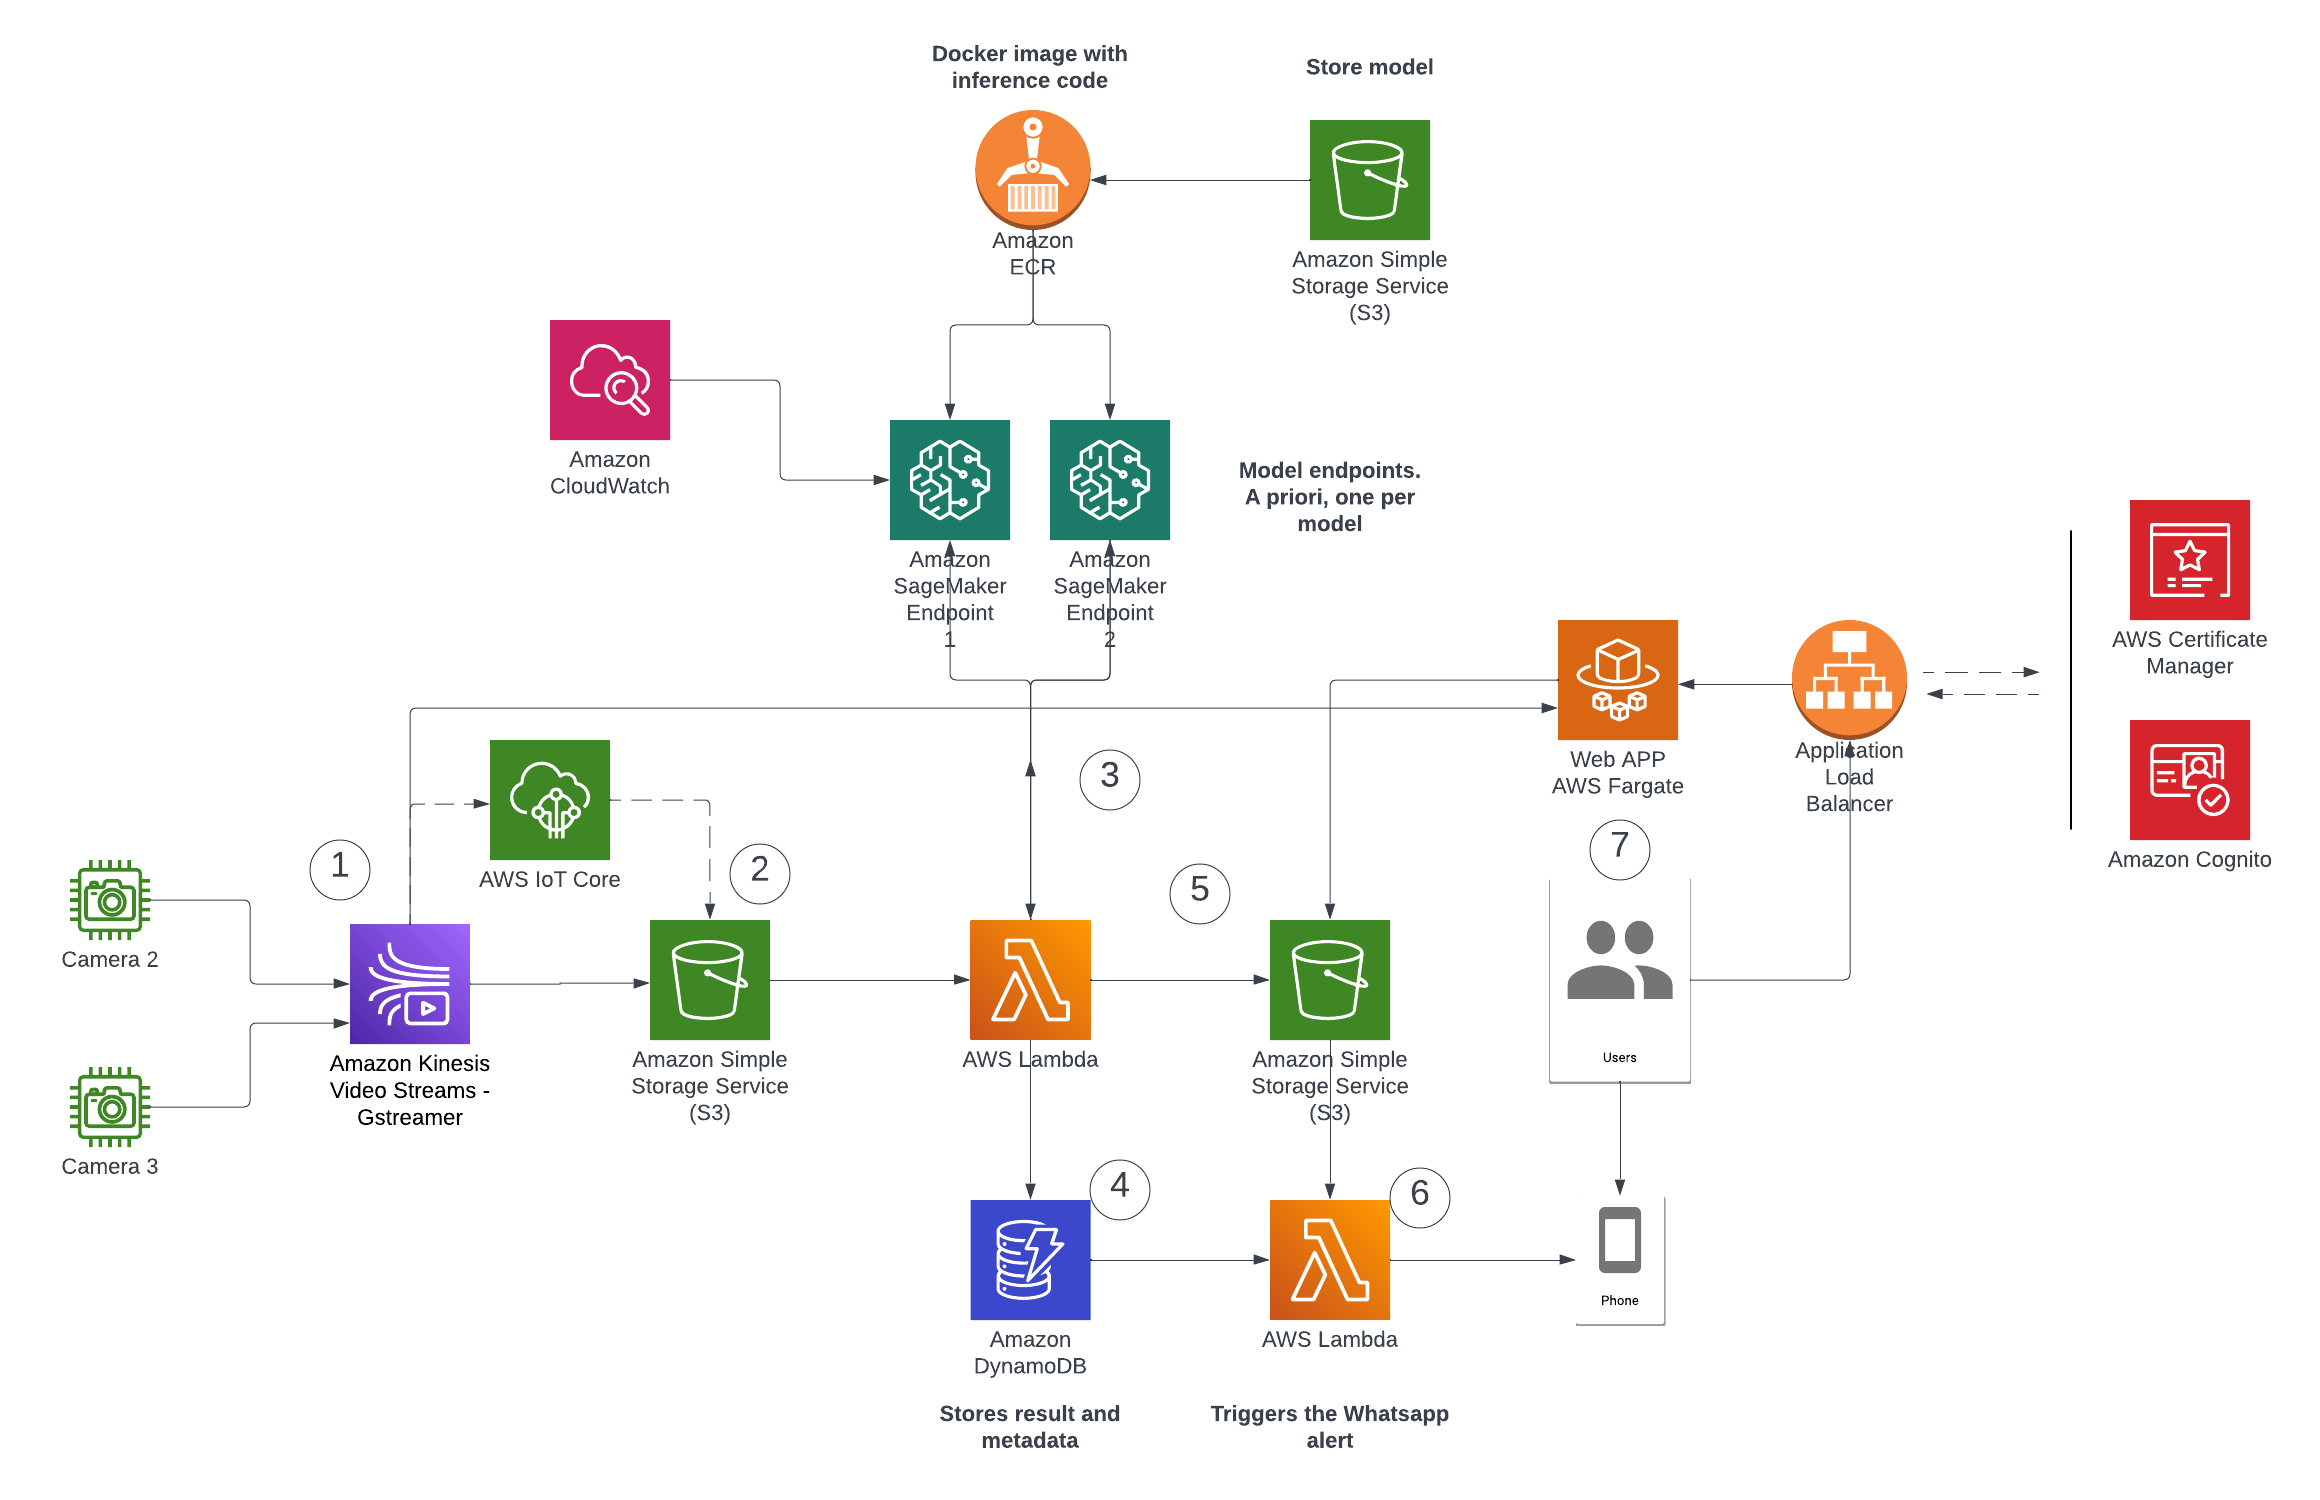 Docker image with
inference code
Store model
Amazon
ECR
Amazon Simple
Storage Service
(S3)
Amazon
CloudWatch
Model endpoints.
A priori, one per
model
Amazon
SageMaker
Endpoint
1
Amazon
SageMaker
Endpoint
2
AWS Certificate
Manager
Amazon Cognito
Web APP
AWS Fargate
Application
Load
Balancer
3
7
1
AWS IoT Core
2
5
Camera 2
Users
Amazon Kinesis
Video Streams -
Gstreamer
Amazon Simple
Storage Service
(S3)
AWS Lambda
Amazon Simple
Storage Service
(S3)
Camera 3
4
6
Phone
Amazon
DynamoDB
AWS Lambda
Stores result and
metadata
Triggers the Whatsapp
alert